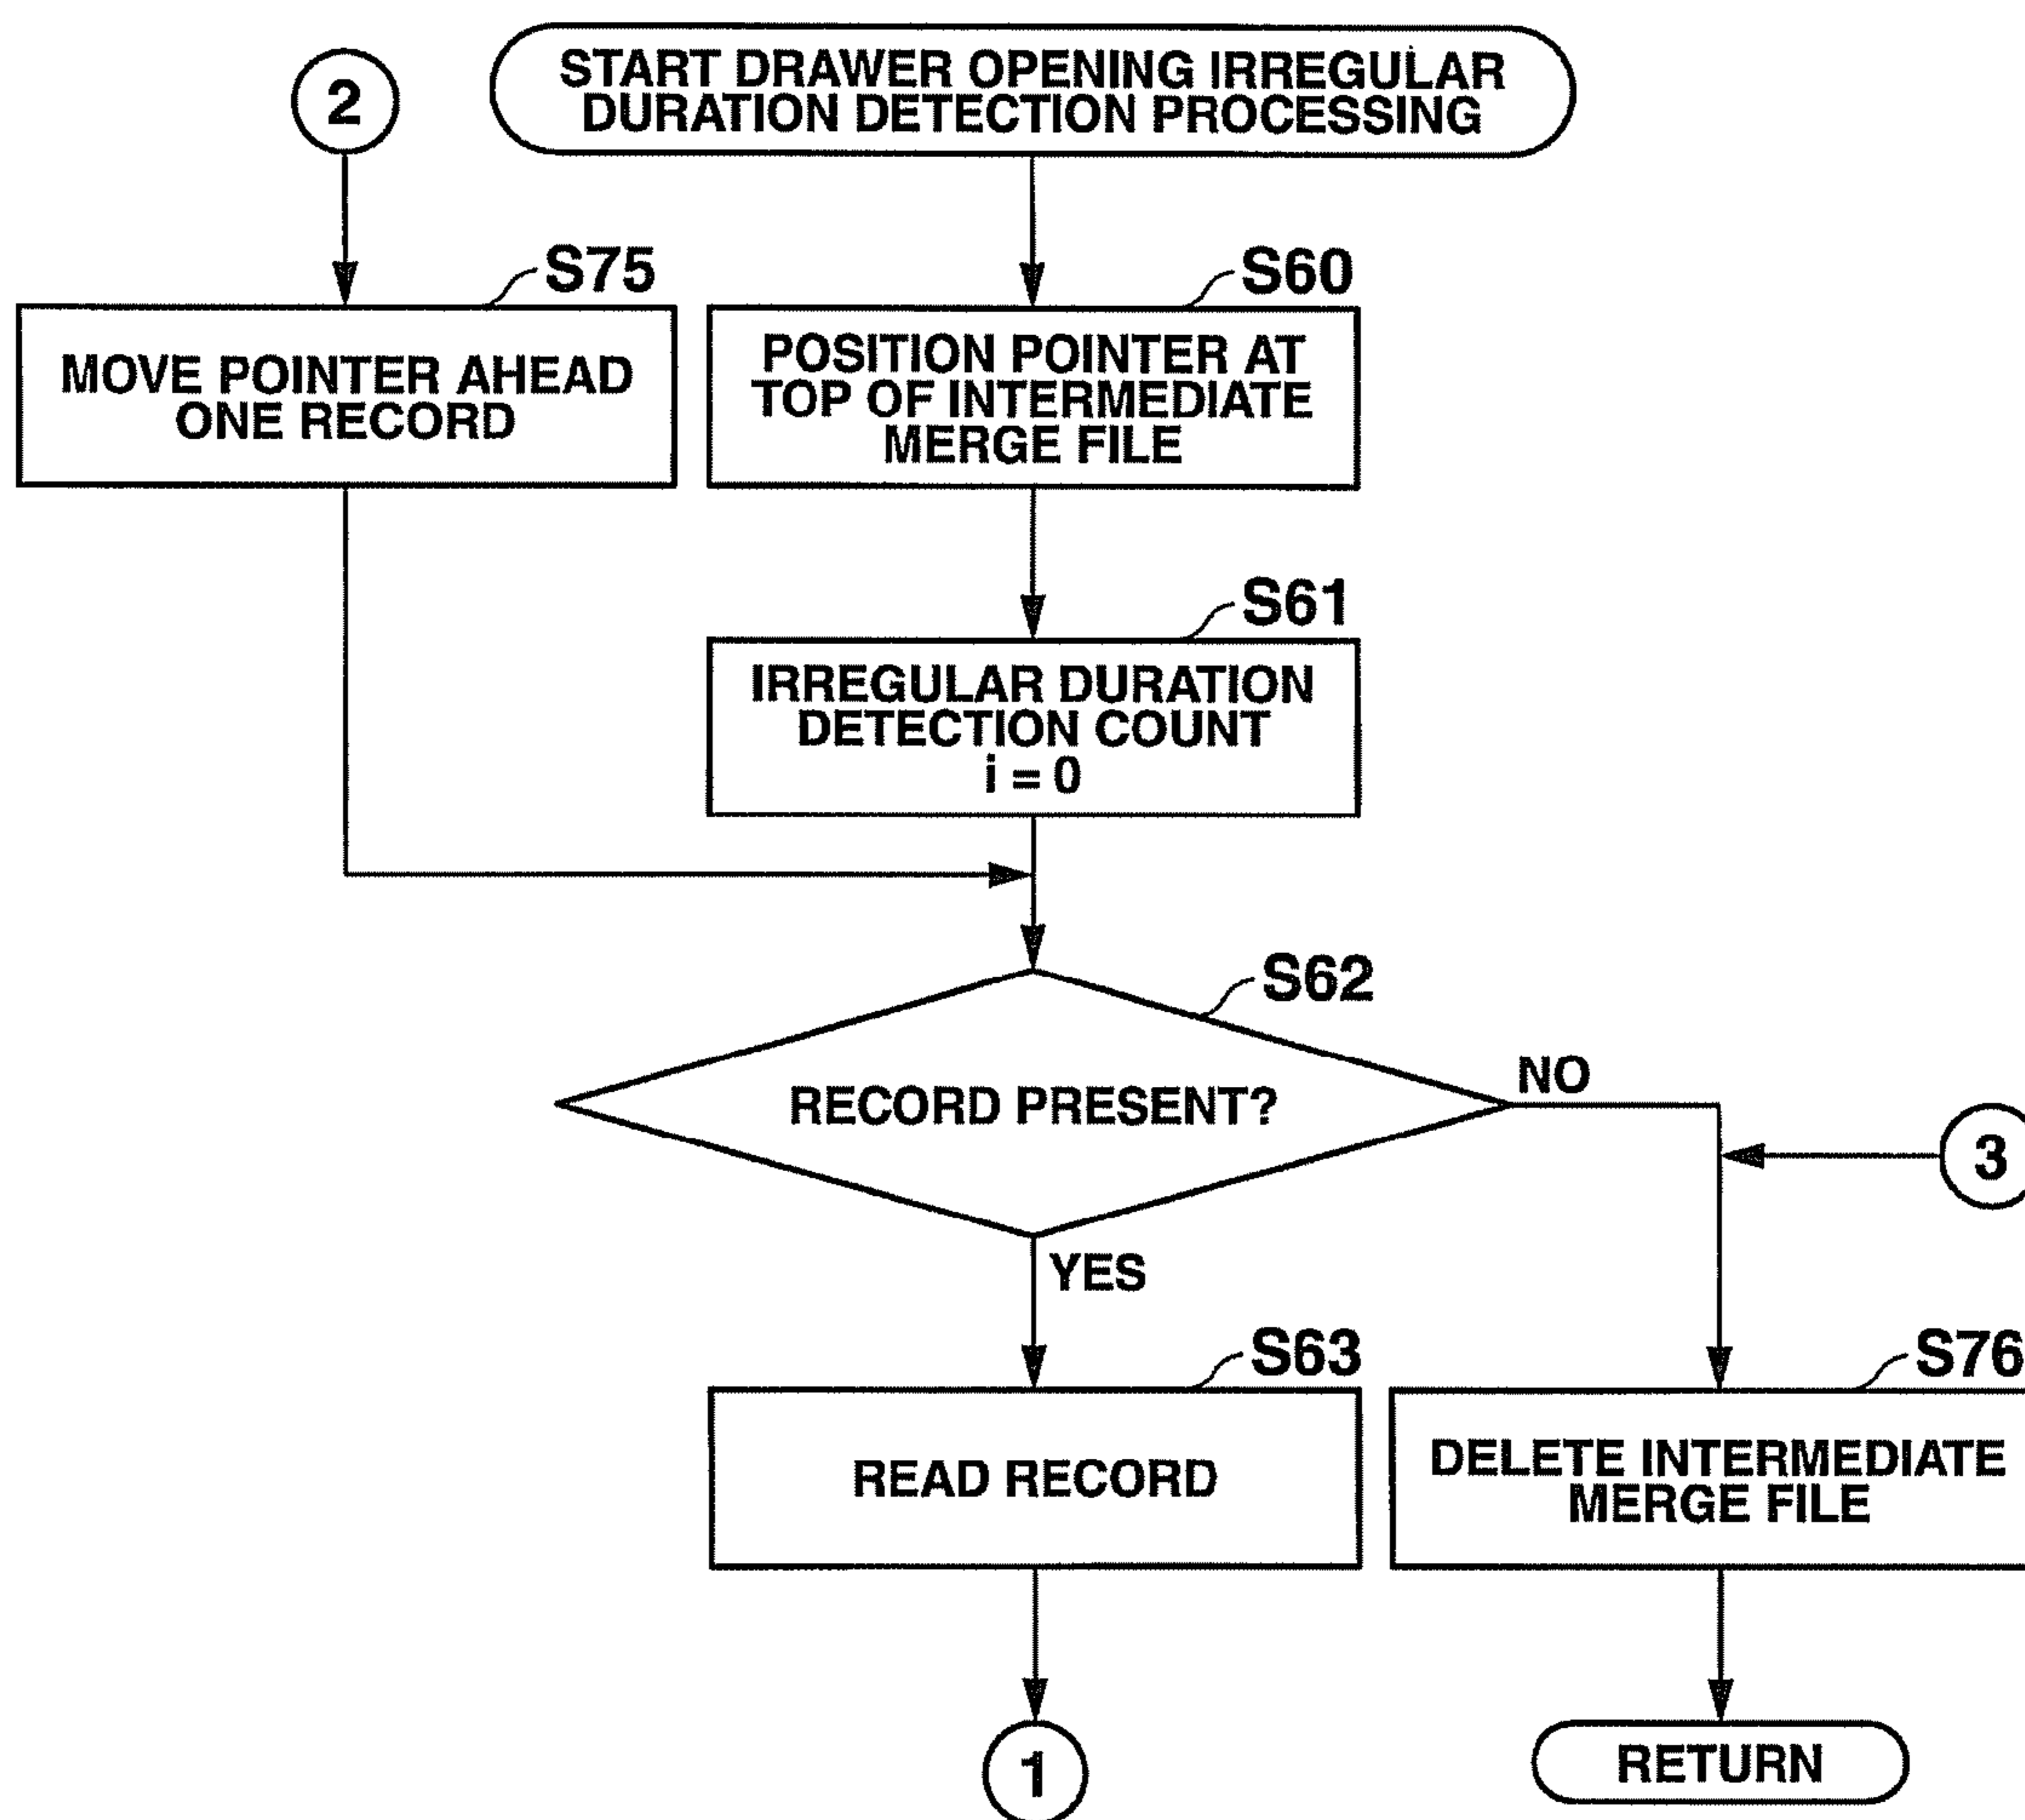 2
START DRAWER OPENING IRREGULAR
DURATION DETECTION PROCESSING
S75
MOVE POINTER AHEAD
ONE RECORD
S60
POSITION POINTER AT
TOP OF INTERMEDIATE
MERGE FILE
S61
IRREGULAR DURATION
DETECTION COUNT
i = 0
S62
RECORD PRESENT?
NO
3
YES
S63
READ RECORD
S76
DELETE INTERMEDIATE
MERGE FILE
1
RETURN